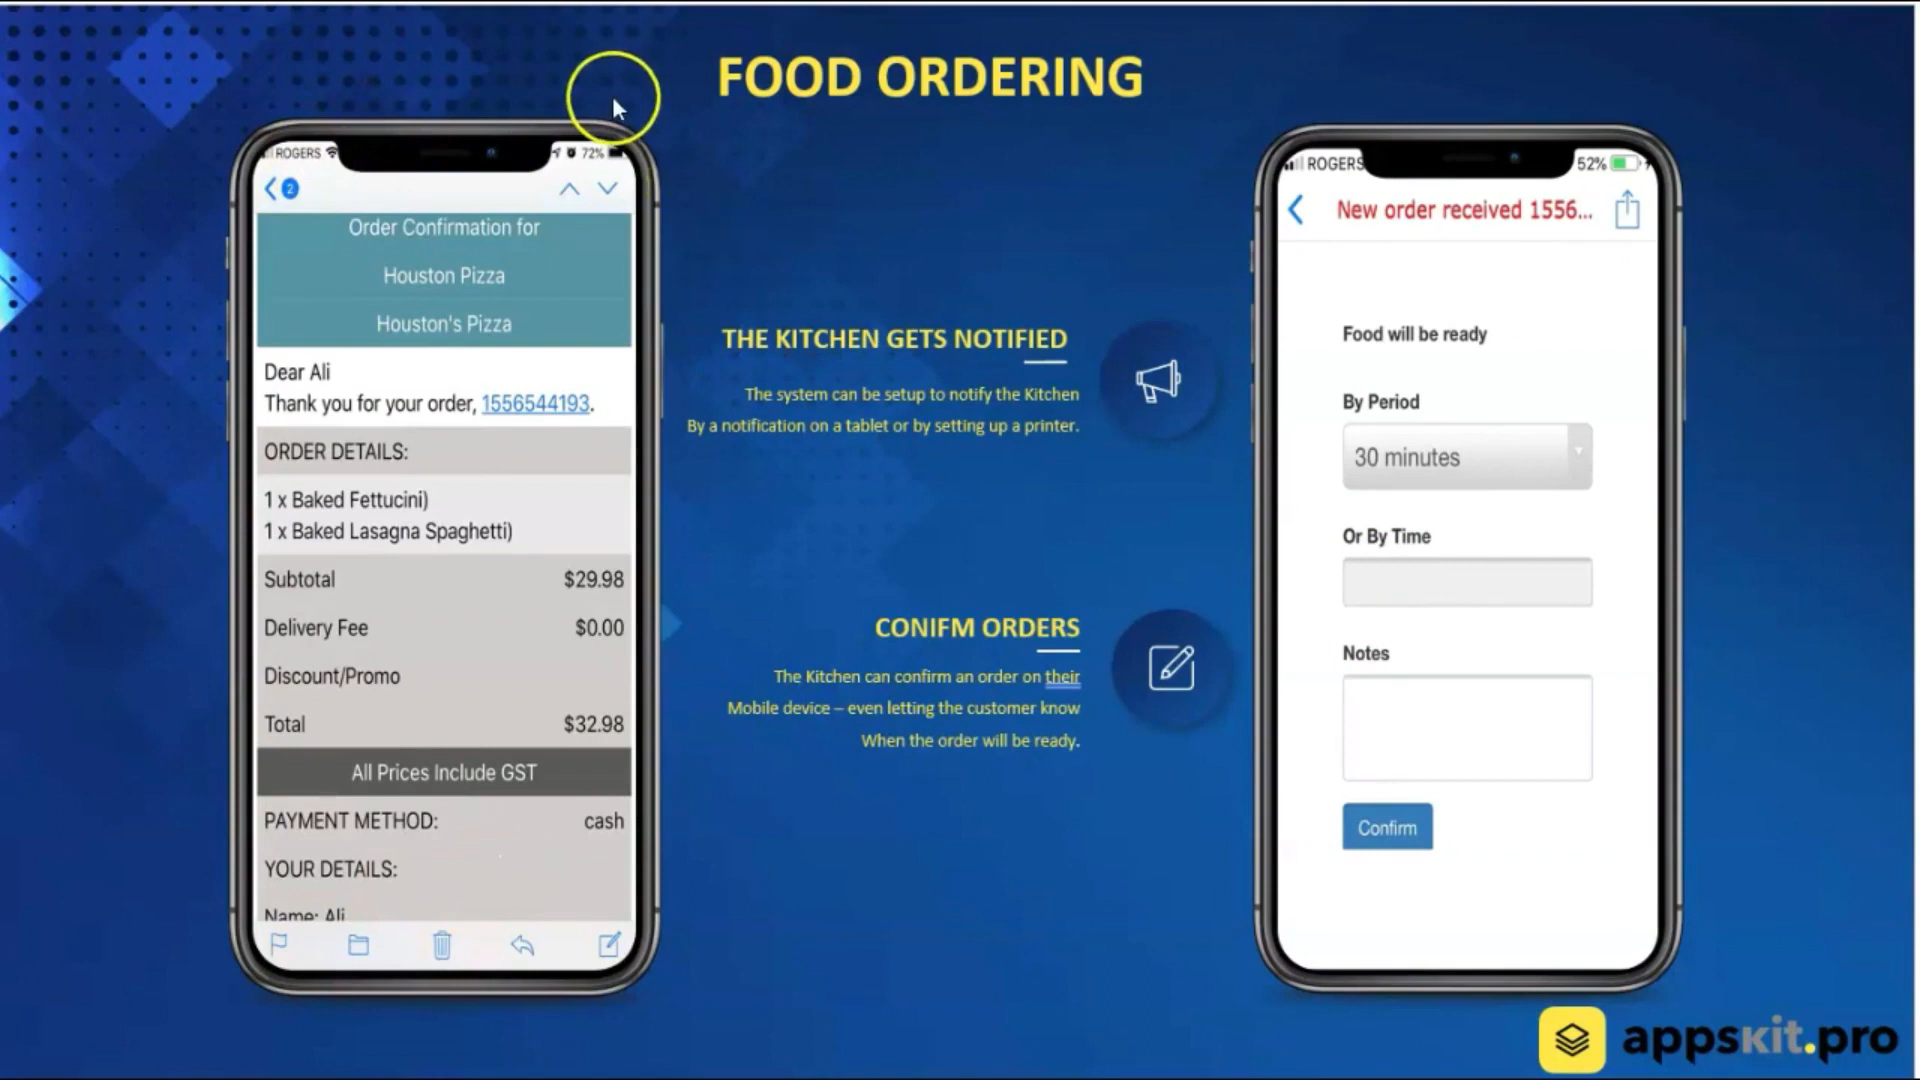 FOOD ORDERING
ROGERS
72%
2
Order Confirmation for
Houston Pizza
Houston's Pizza
Dear Ali
Thank you for your order, 1556544193.
ORDER DETAILS:
1 x Baked Fettucini)
1 x Baked Lasagna Spaghetti)
Subtotal $29.98
Delivery Fee $0.00
Discount/Promo
Total $32.98
All Prices Include GST
PAYMENT METHOD: cash
YOUR DETAILS:
Name: Ali
THE KITCHEN GETS NOTIFIED
The system can be setup to notify the Kitchen
By a notification on a tablet or by setting up a printer.
CONIFM ORDERS
The Kitchen can confirm an order on their
Mobile device – even letting the customer know
When the order will be ready.
ROGERS
52%
New order received 1556...
Food will be ready
By Period
30 minutes
Or By Time
Notes
Confirm
appskit.pro